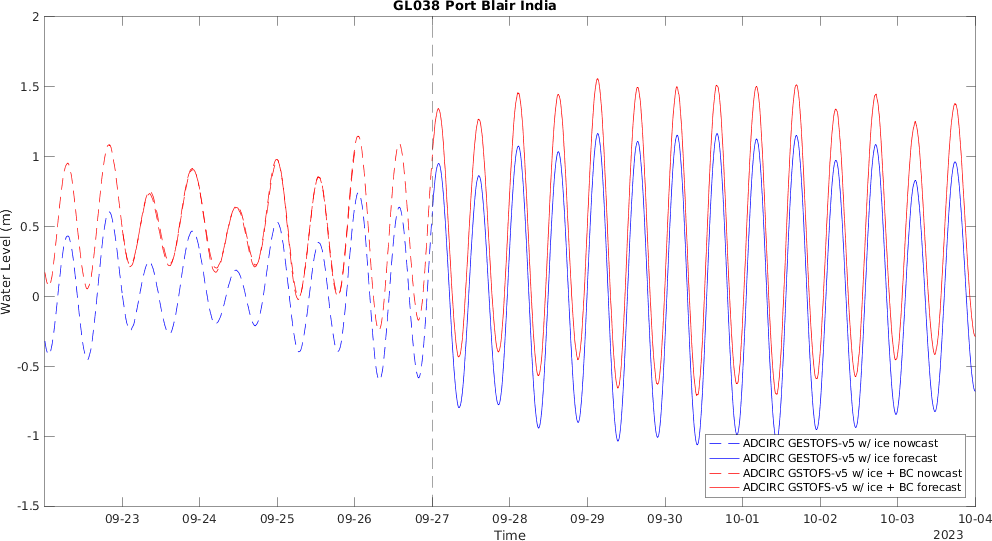 GL038 Port Blair India
2
1.5
1
0.5
0
-0.5
-1
-1.5
Water Level (m)
ADCIRC GESTOFS-v5 w/ ice nowcast
ADCIRC GESTOFS-v5 w/ ice forecast
ADCIRC GSTOFS-v5 w/ ice + BC nowcast
ADCIRC GSTOFS-v5 w/ ice + BC forecast
09-23 09-24 09-25 09-26 09-27 09-28 09-29 09-30 10-01 10-02 10-03 10-04
Time
2023